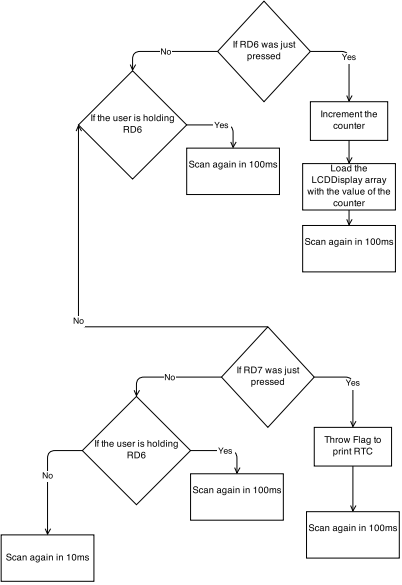 If RD6 was just
pressed
No
Yes
If the user is holding
RD6
Yes
Increment the
counter
Scan again in 100ms
Load the
LCDDisplay array
with the value of the
counter
Scan again in 100ms
No
If RD7 was just
pressed
No
Yes
If the user is holding
RD6
Yes
Throw Flag to
print RTC
No
Scan again in 100ms
Scan again in 100ms
Scan again in 10ms